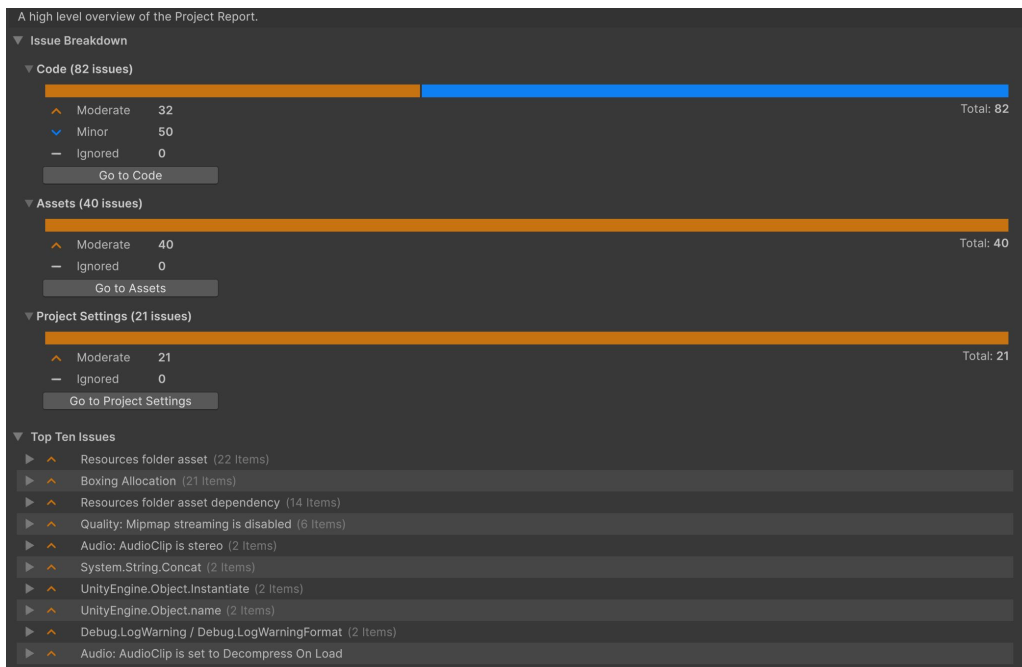 A high level overview of the Project Report.
Issue Breakdown
Code (82 issues)
Moderate 32 Total: 82
Minor 50
Ignored 0
Go to Code
Assets (40 issues)
Moderate 40 Total: 40
Ignored 0
Go to Assets
Project Settings (21 issues)
Moderate 21 Total: 21
Ignored 0
Go to Project Settings
Top Ten Issues
Resources folder asset (22 Items)
Boxing Allocation (21 Items)
Resources folder asset dependency (14 Items)
Quality: Mipmap streaming is disabled (6 Items)
Audio: AudioClip is stereo (2 Items)
System.String.Concat (2 Items)
UnityEngine.Object.Instantiate (2 Items)
UnityEngine.Object.name (2 Items)
Debug.LogWarning / Debug.LogWarningFormat (2 Items)
Audio: AudioClip is set to Decompress On Load